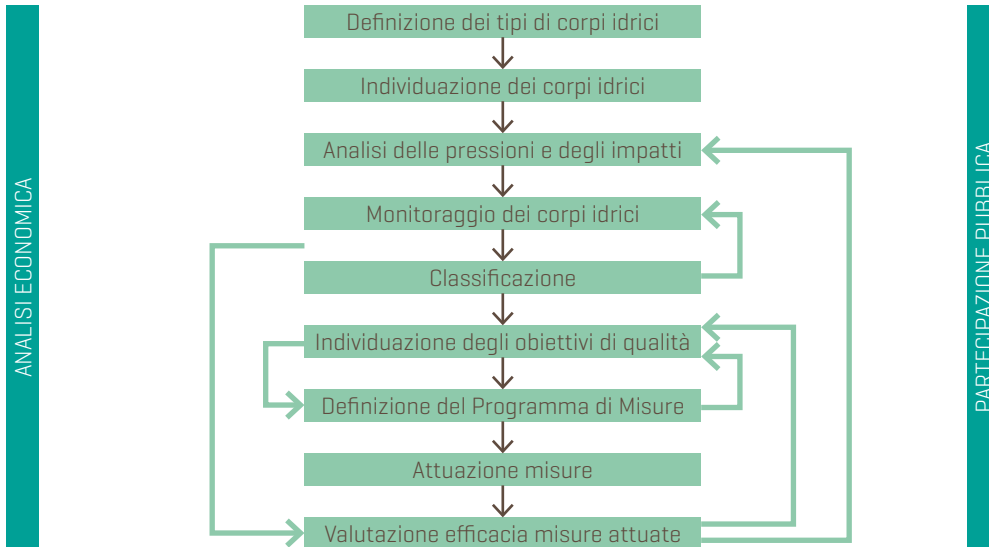 ANALISI ECONOMICA
Definizione dei tipi di corpi idrici
Individuazione dei corpi idrici
Analisi delle pressioni e degli impatti
Monitoraggio dei corpi idrici
Classificazione
Individuazione degli obiettivi di qualità
Definizione del Programma di Misure
Attuazione misure
Valutazione efficacia misure attuate
PARTECIPAZIONE PUBBLICA